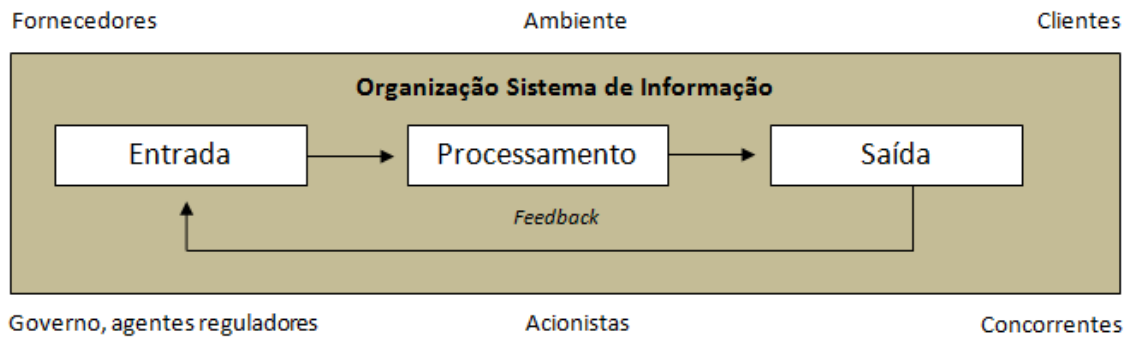 Fornecedores
Ambiente
Clientes
Organização Sistema de Informação
Entrada
Processamento
Saída
Feedback
Governo, agentes reguladores
Acionistas
Concorrentes